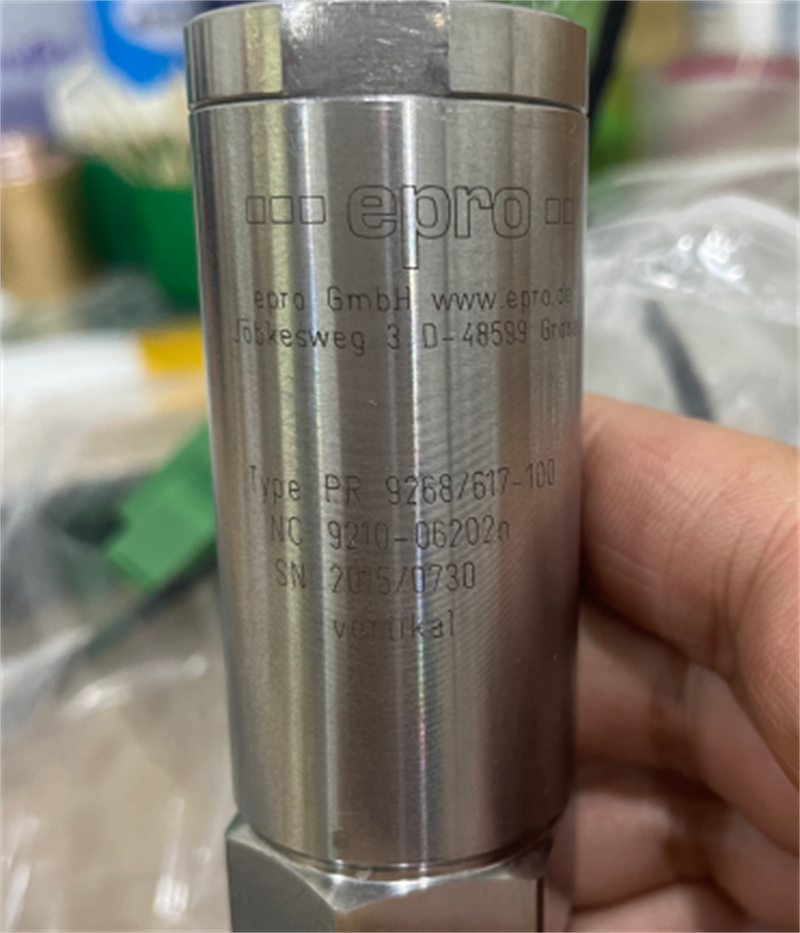 epro
epro GmbH www.epro.de
Jöbkesweg 3 D-48599
Type PR 9268/617-100
NC 9210-06202n
SN 2015/0730
vertikal